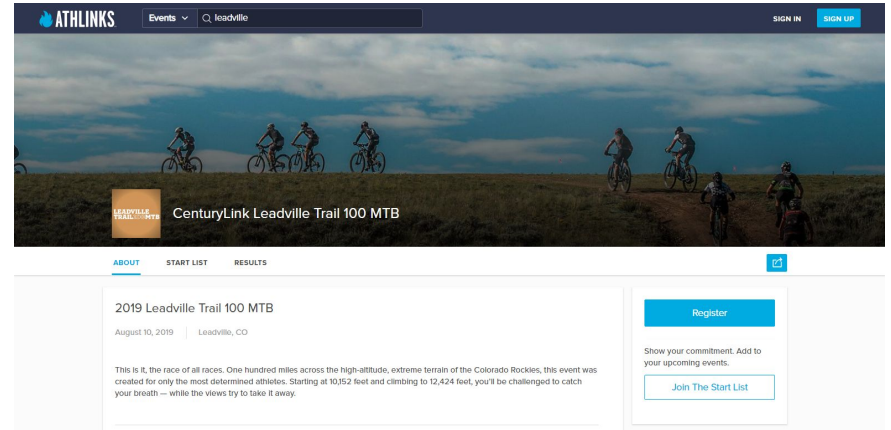 ATHLINKS
Events
leadville
SIGN IN
SIGN UP
LEADVILLE
TRAIL 100 MTB
CenturyLink Leadville Trail 100 MTB
ABOUT
START LIST
RESULTS
2019 Leadville Trail 100 MTB
August 10, 2019
Leadville, CO
This is it, the race of all races. One hundred miles across the high-altitude, extreme terrain of the Colorado Rockies, this event was
created for only the most determined athletes. Starting at 10,152 feet and climbing to 12,424 feet, you'll be challenged to catch
your breath — while the views try to take it away.
Register
Show your commitment. Add to
your upcoming events.
Join The Start List